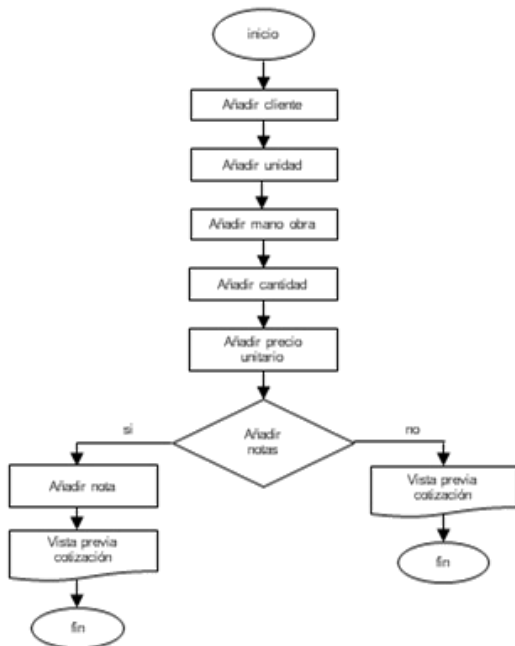 inicio
Añadir cliente
Añadir unidad
Añadir mano obra
Añadir cantidad
Añadir precio
unitario
Añadir
notas
si
no
Añadir nota
Vista previa
cotización
fin
Vista previa
cotización
fin